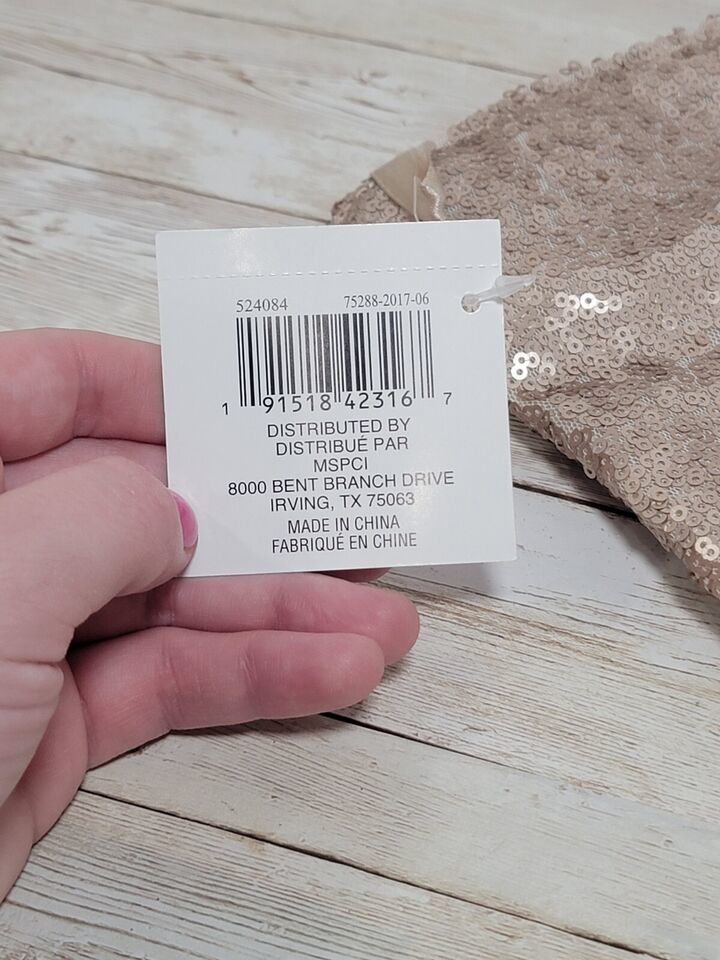 524084 75288-2017-06
1 91518 42316 7
DISTRIBUTED BY
DISTRIBUÉ PAR
MSPCI
8000 BENT BRANCH DRIVE
IRVING, TX 75063
MADE IN CHINA
FABRIQUÉ EN CHINE